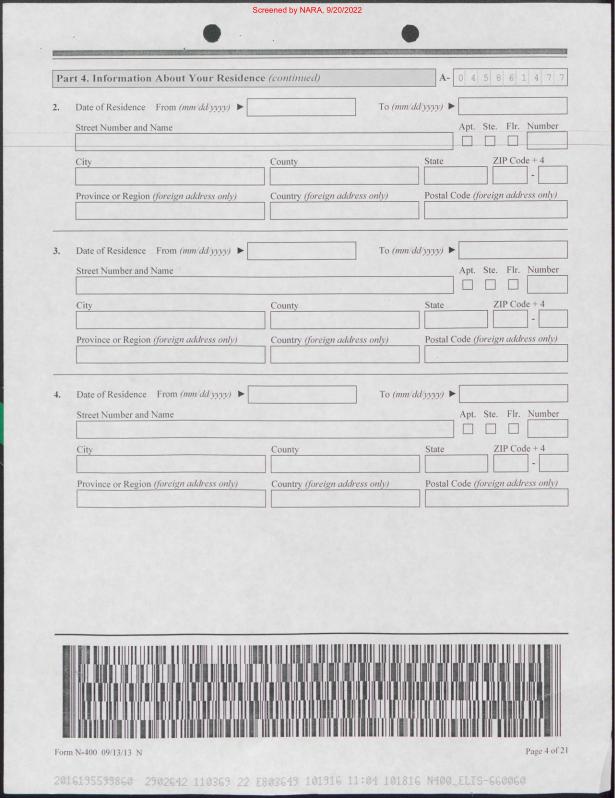 Screened by NARA, 9/20/2022
Part 4. Information About Your Residence (continued) A- 0 4 5 8 6 1 4 7 7
2. Date of Residence From (mm/dd/yyyy) ► To (mm/dd/yyyy) ►
Street Number and Name Apt. Ste. Flr. Number
City County State ZIP Code + 4
-
Province or Region (foreign address only) Country (foreign address only) Postal Code (foreign address only)
3. Date of Residence From (mm/dd/yyyy) ► To (mm/dd/yyyy) ►
Street Number and Name Apt. Ste. Flr. Number
City County State ZIP Code + 4
-
Province or Region (foreign address only) Country (foreign address only) Postal Code (foreign address only)
4. Date of Residence From (mm/dd/yyyy) ► To (mm/dd/yyyy) ►
Street Number and Name Apt. Ste. Flr. Number
City County State ZIP Code + 4
-
Province or Region (foreign address only) Country (foreign address only) Postal Code (foreign address only)
Form N-400 09/13/13 N Page 4 of 21
2016195599860 2902642 110369 22 E803649 101916 11:04 101816 N400_ELIS-660060